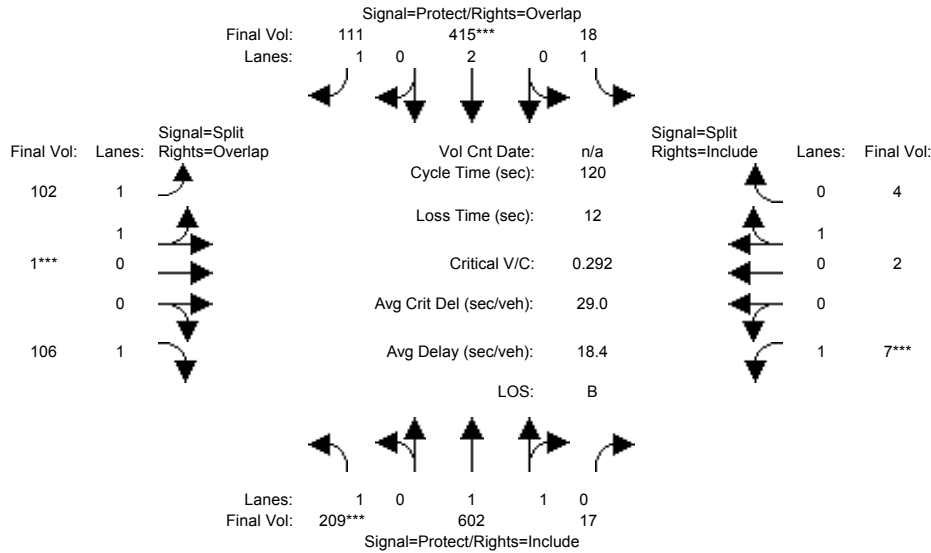 Signal=Protect/Rights=Overlap
Final Vol: 111 415*** 18
Lanes: 1 0 2 0 1
Signal=Split
Final Vol: Lanes: Rights=Overlap
Vol Cnt Date: n/a
Signal=Split
Rights=Include Lanes: Final Vol:
Cycle Time (sec): 120
102 1
0 4
Loss Time (sec): 12
1
1
1*** 0
Critical V/C: 0.292
0 2
0
Avg Crit Del (sec/veh): 29.0
0
106 1
Avg Delay (sec/veh): 18.4
1 7***
LOS: B
Lanes: 1 0 1 1 0
Final Vol: 209*** 602 17
Signal=Protect/Rights=Include